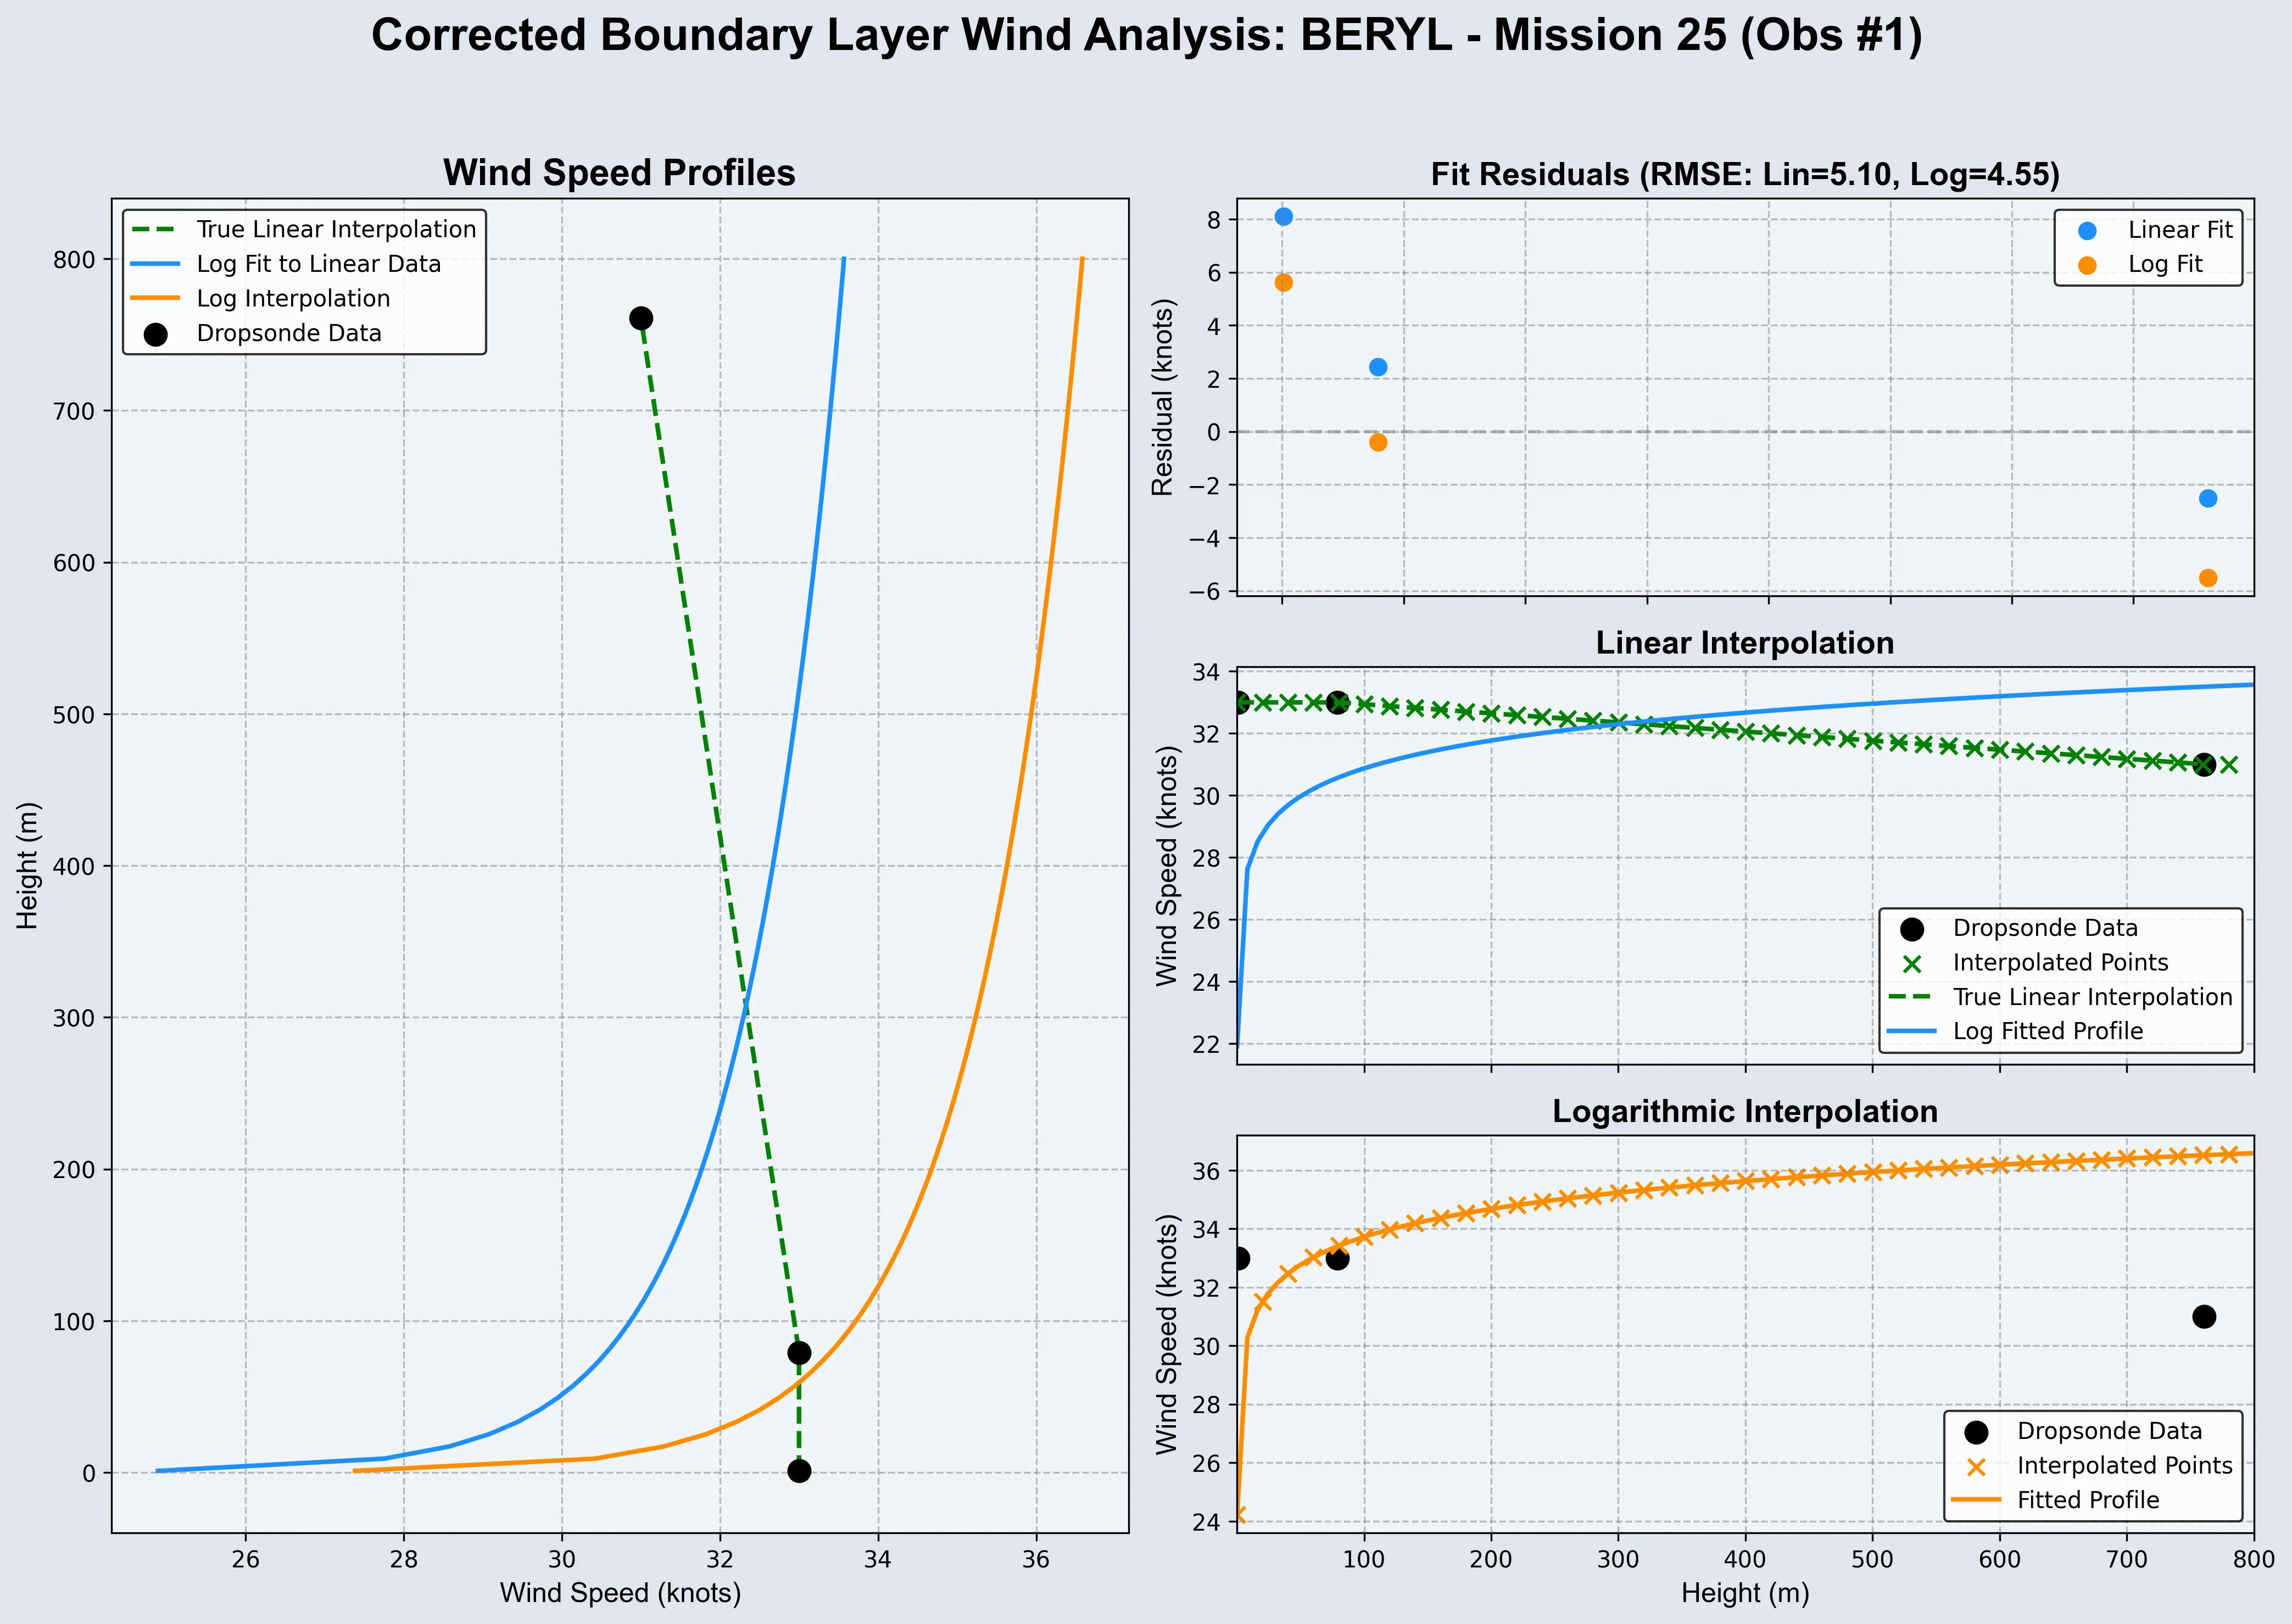 Corrected Boundary Layer Wind Analysis: BERYL - Mission 25 (Obs #1)
Wind Speed Profiles
True Linear Interpolation
Log Fit to Linear Data
Log Interpolation
Dropsonde Data
800
700
600
500
400
300
200
100
0
Height (m)
26 28 30 32 34 36
Wind Speed (knots)
Fit Residuals (RMSE: Lin=5.10, Log=4.55)
Linear Fit
Log Fit
8
6
4
2
0
−2
−4
−6
Residual (knots)
Linear Interpolation
34
32
30
28
26
24
22
Wind Speed (knots)
Dropsonde Data
Interpolated Points
True Linear Interpolation
Log Fitted Profile
Logarithmic Interpolation
36
34
32
30
28
26
24
Wind Speed (knots)
Dropsonde Data
Interpolated Points
Fitted Profile
100 200 300 400 500 600 700 800
Height (m)